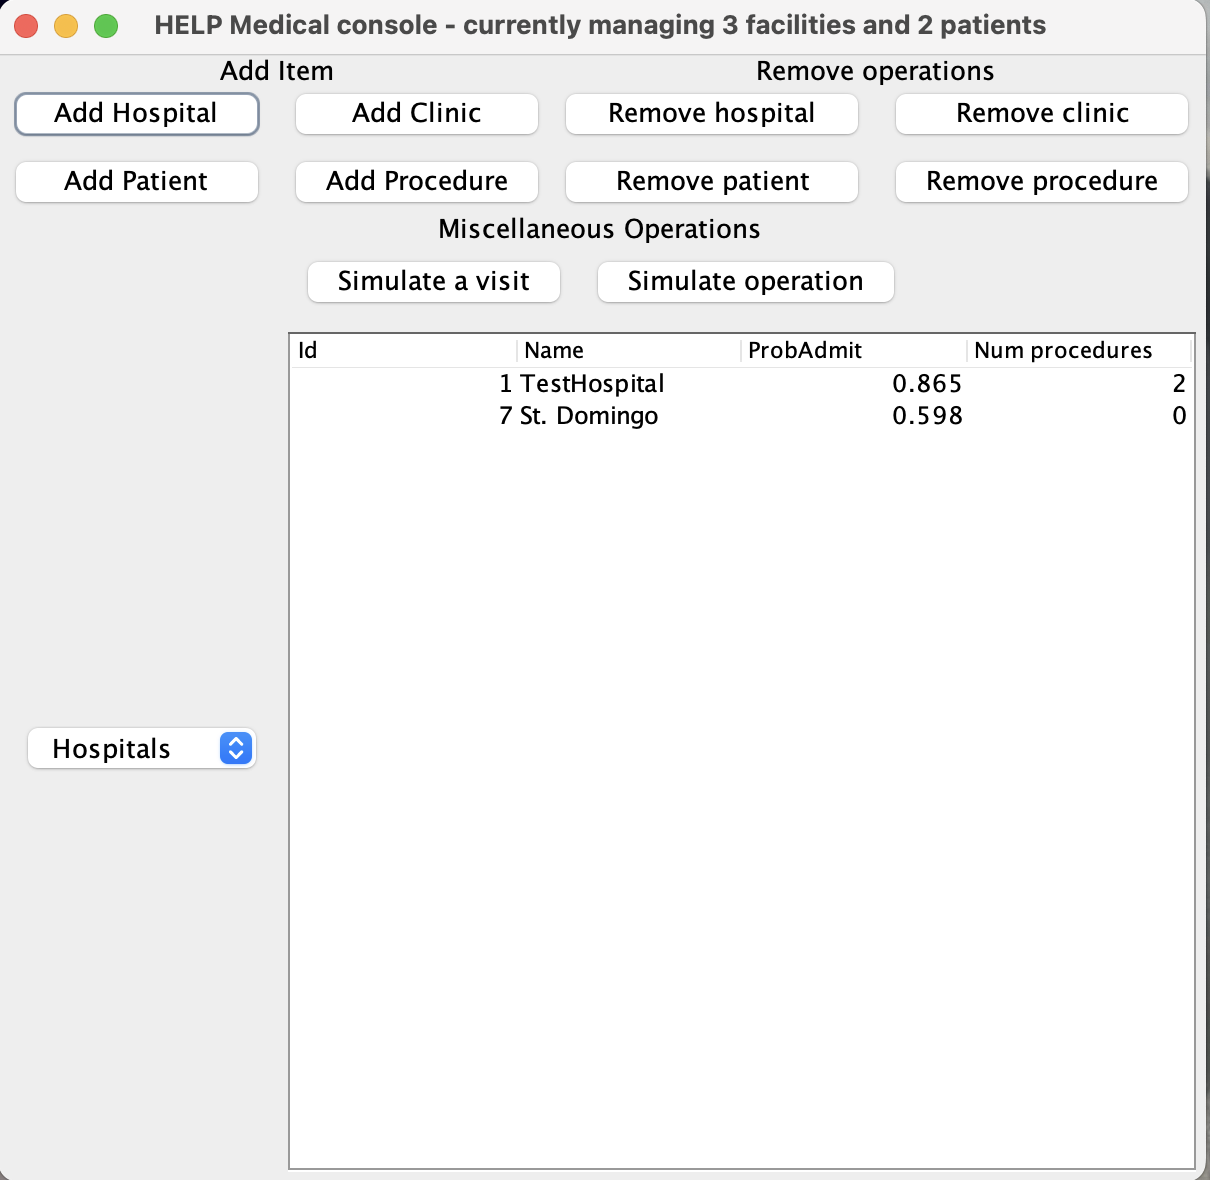 HELP Medical console - currently managing 3 facilities and 2 patients
Add Item Remove operations
Add Hospital Add Clinic Remove hospital Remove clinic
Add Patient Add Procedure Remove patient Remove procedure
Miscellaneous Operations
Simulate a visit Simulate operation
Id Name ProbAdmit Num procedures
1 TestHospital 0.865 2
7 St. Domingo 0.598 0
Hospitals